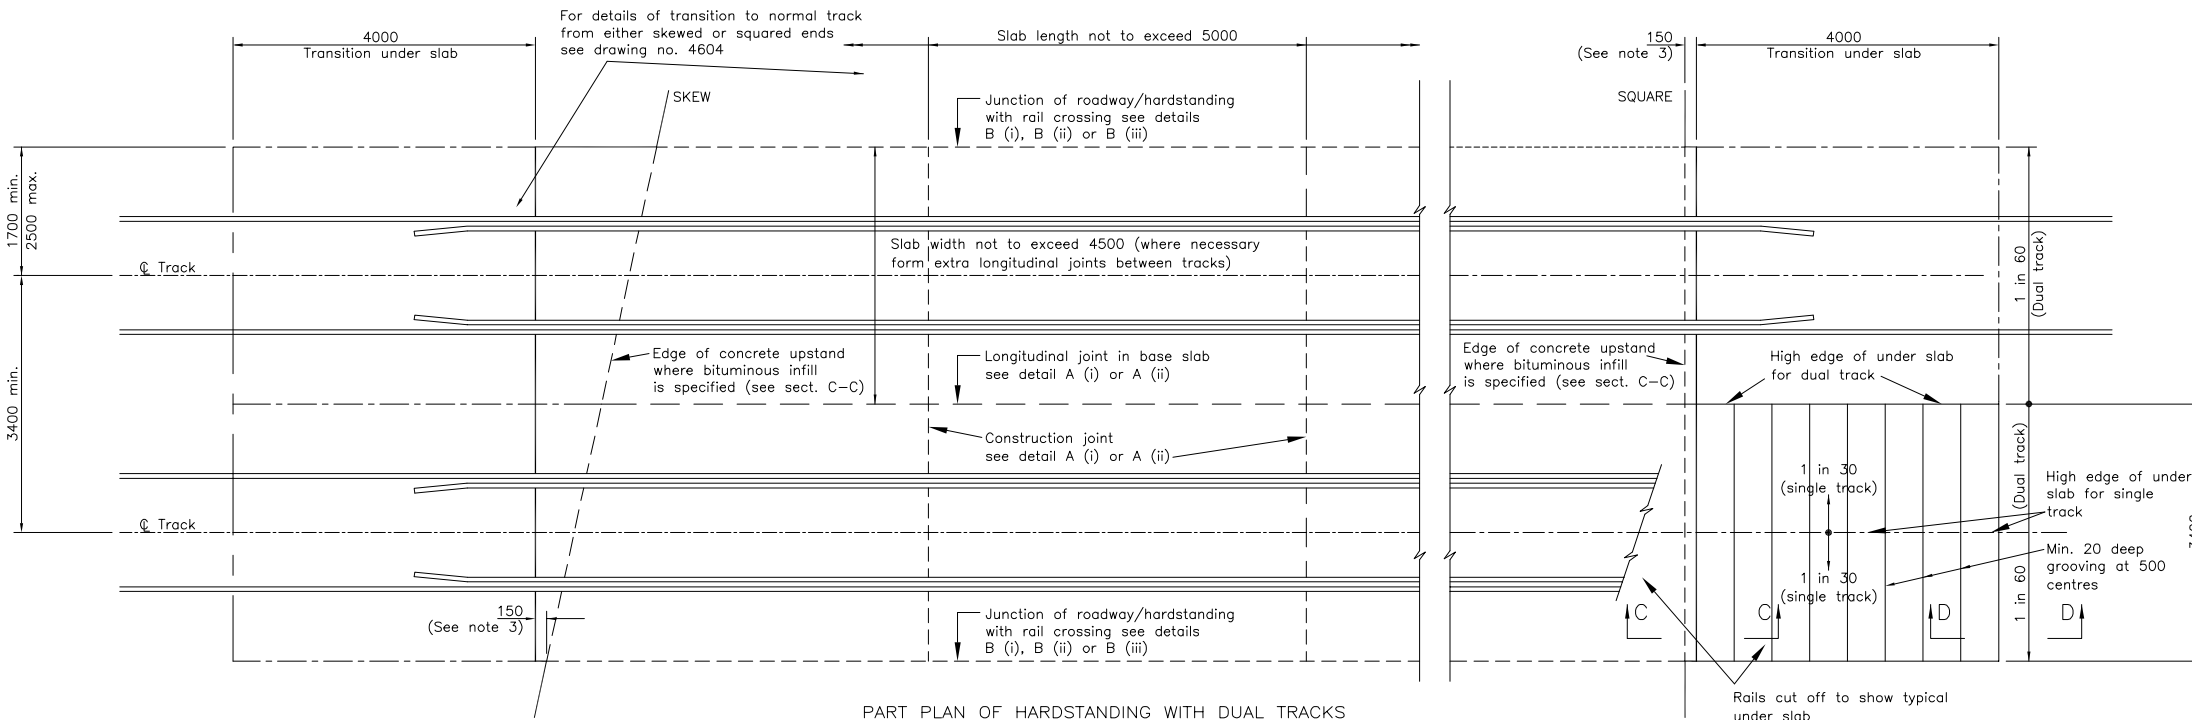 For details of transition to normal track
from either skewed or squared ends
see drawing no. 4604
4000
Transition under slab
Slab length not to exceed 5000
150
(See note 3)
4000
Transition under slab
SKEW
SQUARE
Junction of roadway/hardstanding
with rail crossing see details
B (i), B (ii) or B (iii)
1700 min.
2500 max.
Slab width not to exceed 4500 (where necessary
form extra longitudinal joints between tracks)
℄ Track
1 in 60
(Dual track)
Edge of concrete upstand
where bituminous infill
is specified (see sect. C-C)
Longitudinal joint in base slab
see detail A (i) or A (ii)
Edge of concrete upstand
where bituminous infill
is specified (see sect. C-C)
High edge of under slab
for dual track
3400 min.
Construction joint
see detail A (i) or A (ii)
1 in 30
(single track)
(Dual track)
1 in 60
High edge of under
slab for single
track
℄ Track
Min. 20 deep
grooving at 500
centres
1 in 30
(single track)
150
(See note 3)
Junction of roadway/hardstanding
with rail crossing see details
B (i), B (ii) or B (iii)
C
C
D
D
Rails cut off to show typical
under slab
PART PLAN OF HARDSTANDING WITH DUAL TRACKS